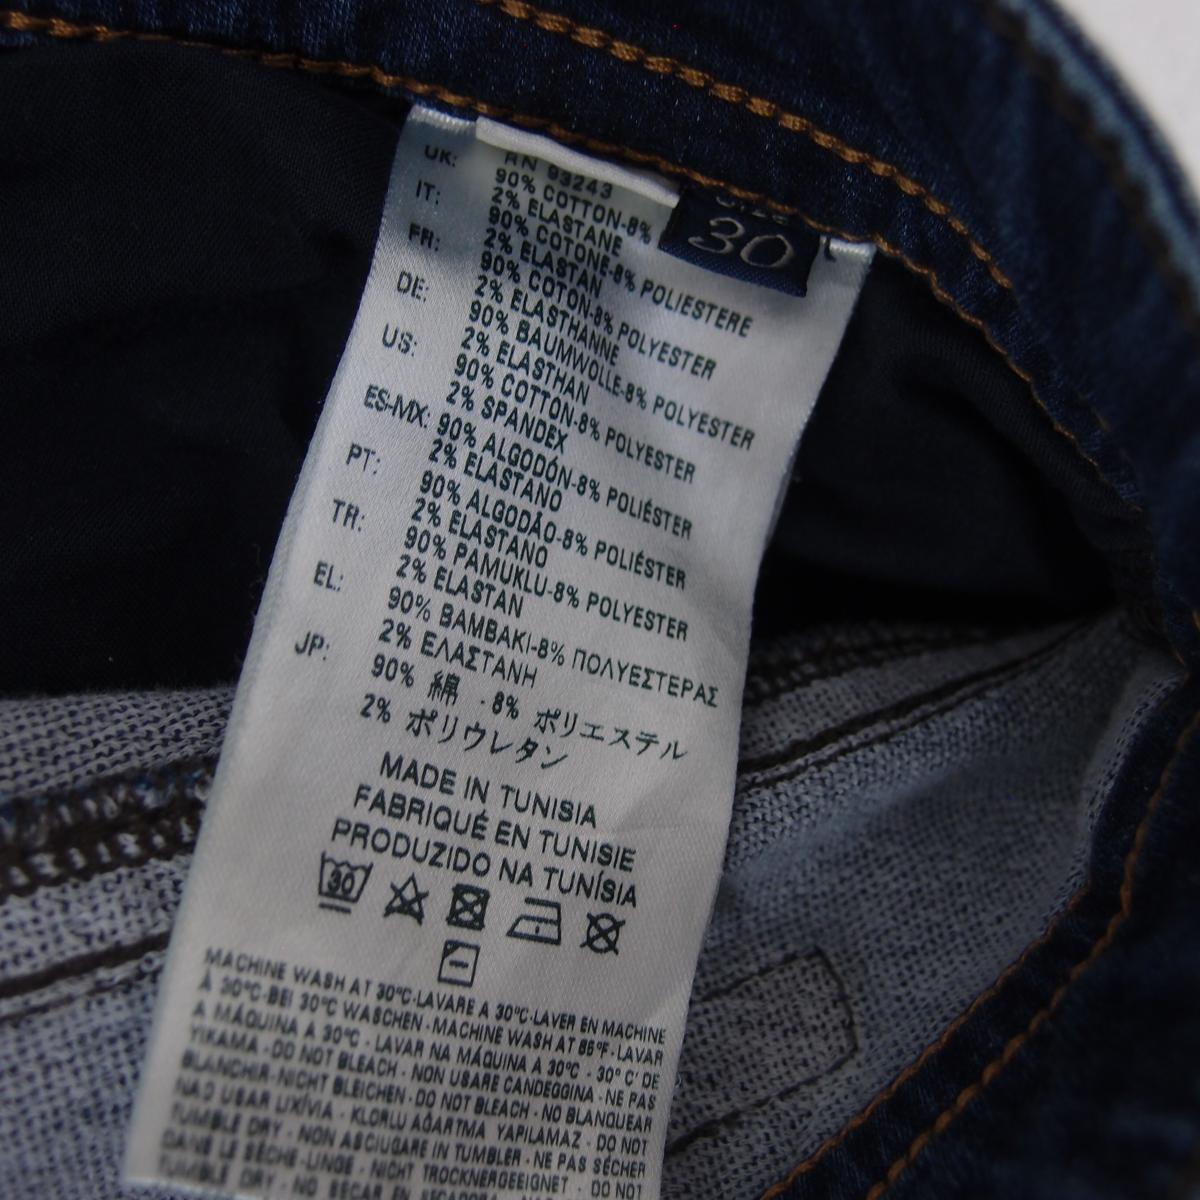 RN 93243
SIZE
30
UK: 90% COTTON-8%
2% ELASTANE
IT: 90% COTONE-8% POLIESTERE
2% ELASTAN
FR: 90% COTON-8% POLYESTER
2% ELASTHANNE
DE: 90% BAUMWOLLE-8% POLYESTER
2% ELASTHAN
US: 90% COTTON-8% POLYESTER
2% SPANDEX
ES-MX: 90% ALGODÓN-8% POLIÉSTER
2% ELASTANO
PT: 90% ALGODÃO-8% POLIÉSTER
2% ELASTANO
TR: 90% PAMUKLU-8% POLYESTER
2% ELASTAN
EL: 90% BAMBAKI-8% ΠΟΛΥΕΣΤΕΡΑΣ
2% ΕΛΑΣΤΑΝΗ
JP: 90% 綿 - 8% ポリエステル
2% ポリウレタン
MADE IN TUNISIA
FABRIQUÉ EN TUNISIE
PRODUZIDO NA TUNÍSIA
30
MACHINE WASH AT 30°C-LAVARE A 30°C-LAVER EN MACHINE
À 30°C-BEI 30°C WASCHEN - MACHINE WASH AT 86°F - LAVAR
A MÁQUINA A 30°C - LAVAR NA MÁQUINA A 30°C - 30° C' DE
YIKAMA - DO NOT BLEACH - NON USARE CANDEGGINA - NE PAS
BLANCHIR-NICHT BLEICHEN - DO NOT BLEACH - NO BLANQUEAR
NÃO USAR LIXÍVIA - KLORLU AĞARTMA YAPILAMAZ - DO NOT
TUMBLE DRY - NON ASCIUGARE IN TUMBLER - NE PAS SÉCHER
DANS LE SÈCHE-LINGE - NICHT TROCKNERGEEIGNET - DO NOT
TUMBLE DRY - NO SECAR EN SECADORA